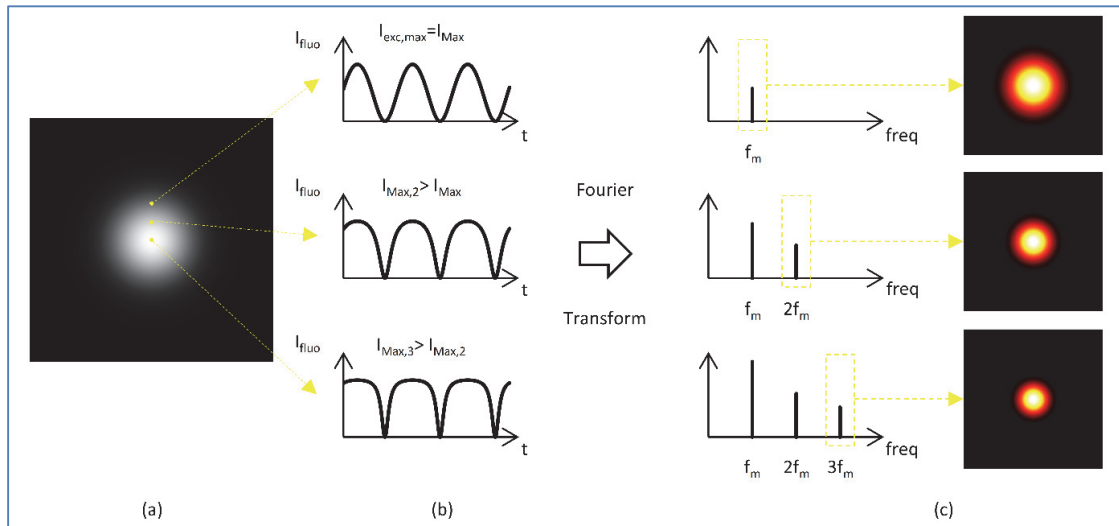 I_fluo
I_exc,max=I_Max
t
I_fluo
I_Max,2> I_Max
t
I_fluo
I_Max,3> I_Max,2
t
Fourier
Transform
freq
f_m
freq
f_m 2f_m
freq
f_m 2f_m 3f_m
(a) (b) (c)